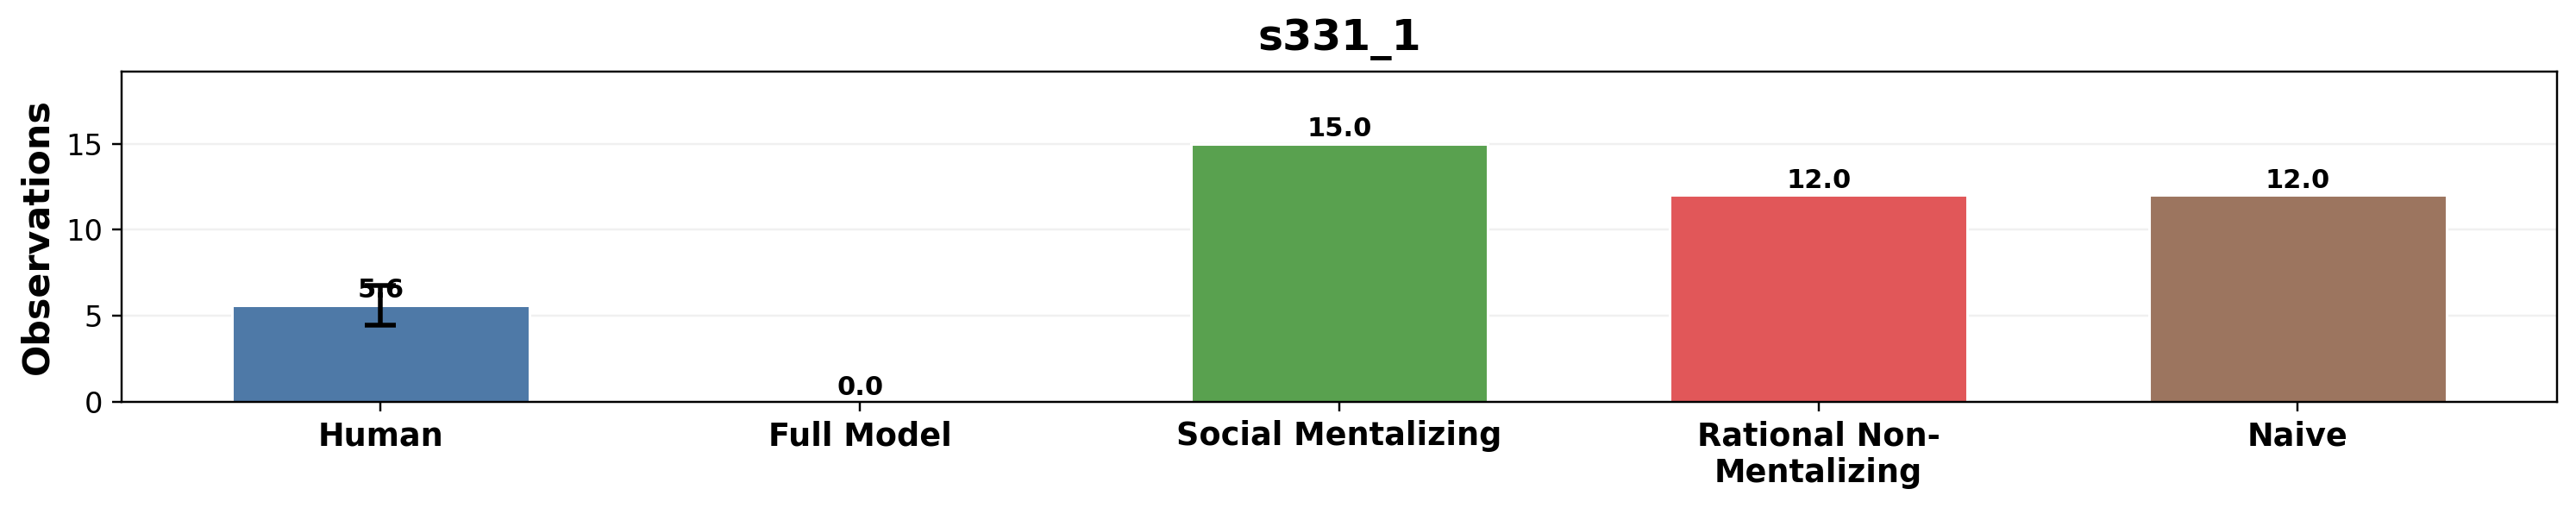 s331_1
Observations
15
10
5
0
5.6
0.0
15.0
12.0
12.0
Human
Full Model
Social Mentalizing
Rational Non-
Mentalizing
Naive